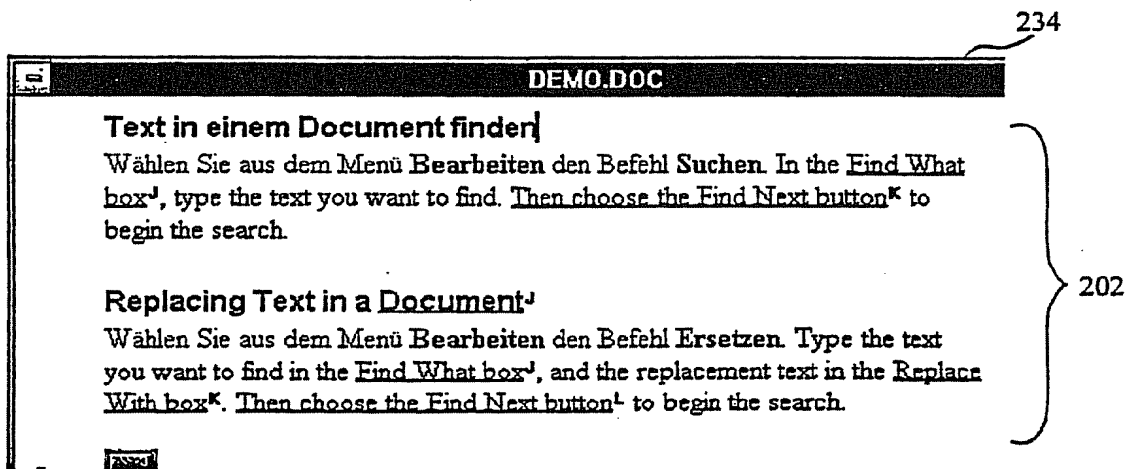 234
DEMO.DOC
Text in einem Document finden
Wählen Sie aus dem Menü Bearbeiten den Befehl Suchen. In the Find What
boxᴶ, type the text you want to find. Then choose the Find Next buttonᴷ to
begin the search.
202
Replacing Text in a Documentᴶ
Wählen Sie aus dem Menü Bearbeiten den Befehl Ersetzen. Type the text
you want to find in the Find What boxᴶ, and the replacement text in the Replace
With boxᴷ. Then choose the Find Next buttonᴸ to begin the search.